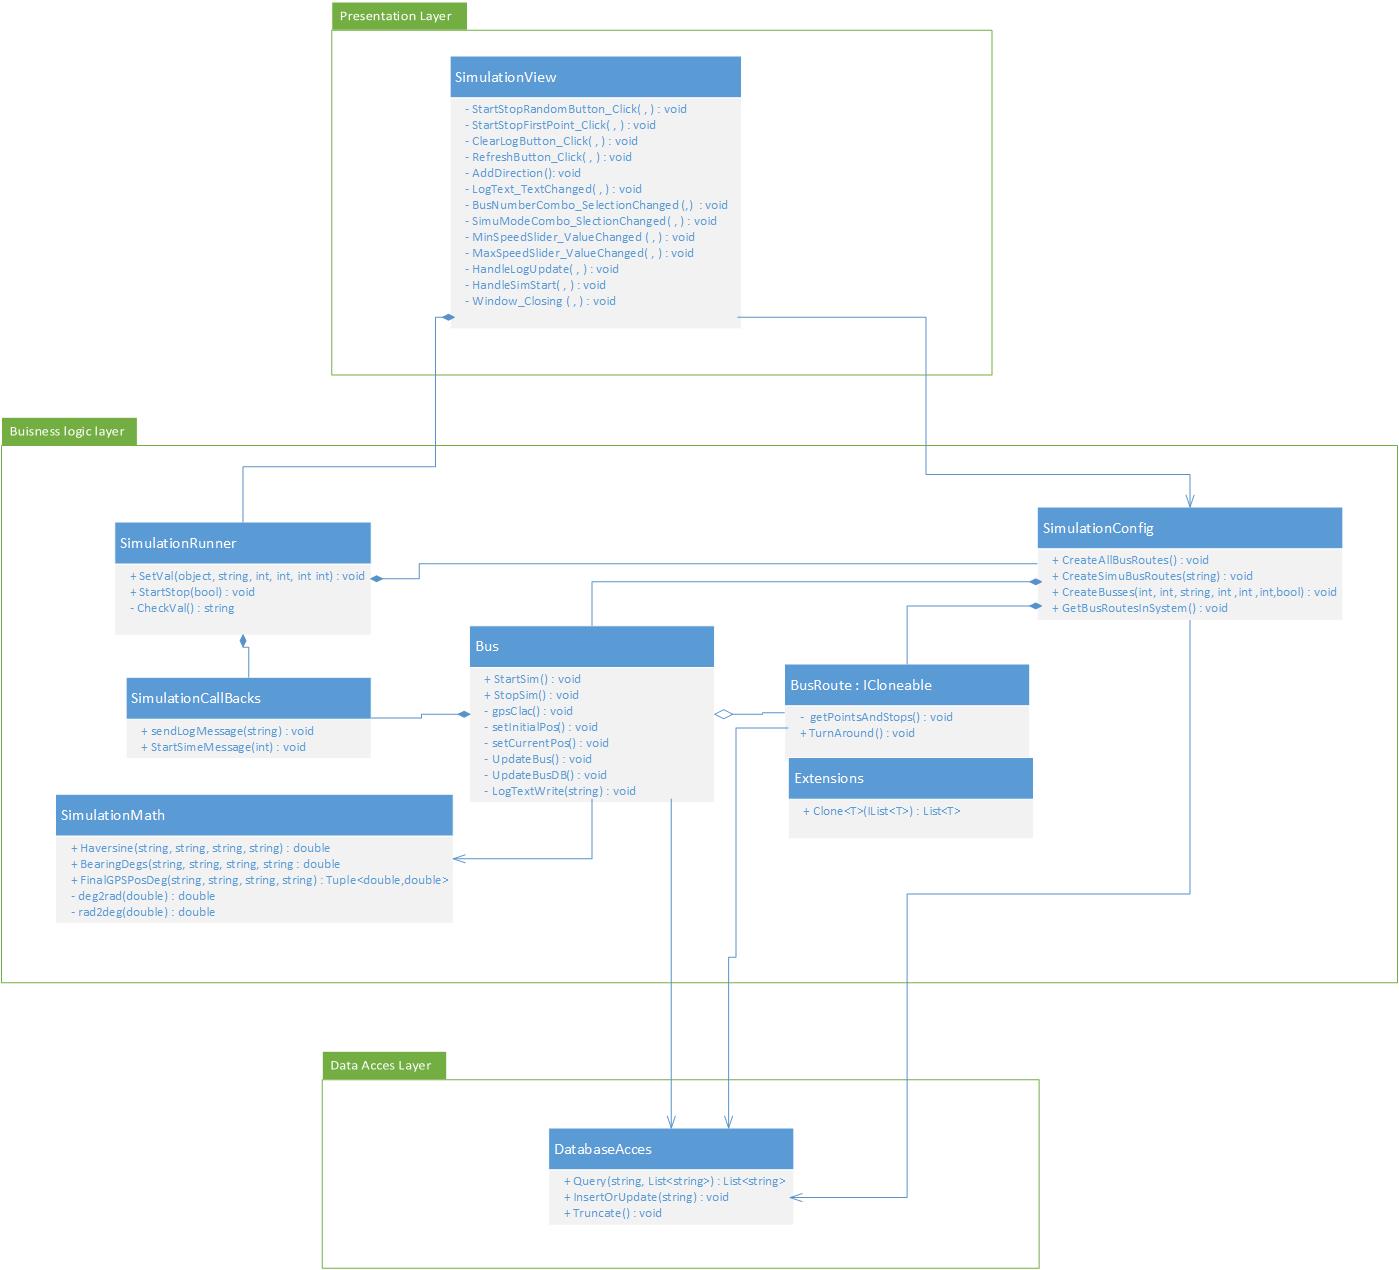 Presentation Layer
SimulationView
- StartStopRandomButton_Click( , ) : void
- StartStopFirstPoint_Click( , ) : void
- ClearLogButton_Click( , ) : void
- RefreshButton_Click( , ) : void
- AddDirection(): void
- LogText_TextChanged( , ) : void
- BusNumberCombo_SelectionChanged (,) : void
- SimuModeCombo_SlectionChanged ( , ) : void
- MinSpeedSlider_ValueChanged ( , ) : void
- MaxSpeedSlider_ValueChanged( , ) : void
- HandleLogUpdate( , ) : void
- HandleSimStart( , ) : void
- Window_Closing ( , ) : void
Buisness logic layer
SimulationRunner
+ SetVal(object, string, int, int, int int) : void
+ StartStop(bool) : void
- CheckVal() : string
SimulationConfig
+ CreateAllBusRoutes() : void
+ CreateSimuBusRoutes(string) : void
+ CreateBusses(int, int, string, int ,int ,int,bool) : void
+ GetBusRoutesInSystem() : void
SimulationCallBacks
+ sendLogMessage(string) : void
+ StartSimeMessage(int) : void
Bus
+ StartSim() : void
+ StopSim() : void
- gpsClac() : void
- setInitialPos() : void
- setCurrentPos() : void
- UpdateBus() : void
- UpdateBusDB() : void
- LogTextWrite(string) : void
BusRoute : ICloneable
- getPointsAndStops() : void
+ TurnAround() : void
Extensions
+ Clone<T>(IList<T>) : List<T>
SimulationMath
+ Haversine(string, string, string, string) : double
+ BearingDegs(string, string, string, string : double
+ FinalGPSPosDeg(string, string, string, string) : Tuple<double,double>
- deg2rad(double) : double
- rad2deg(double) : double
Data Acces Layer
DatabaseAcces
+ Query(string, List<string>) : List<string>
+ InsertOrUpdate(string) : void
+ Truncate() : void